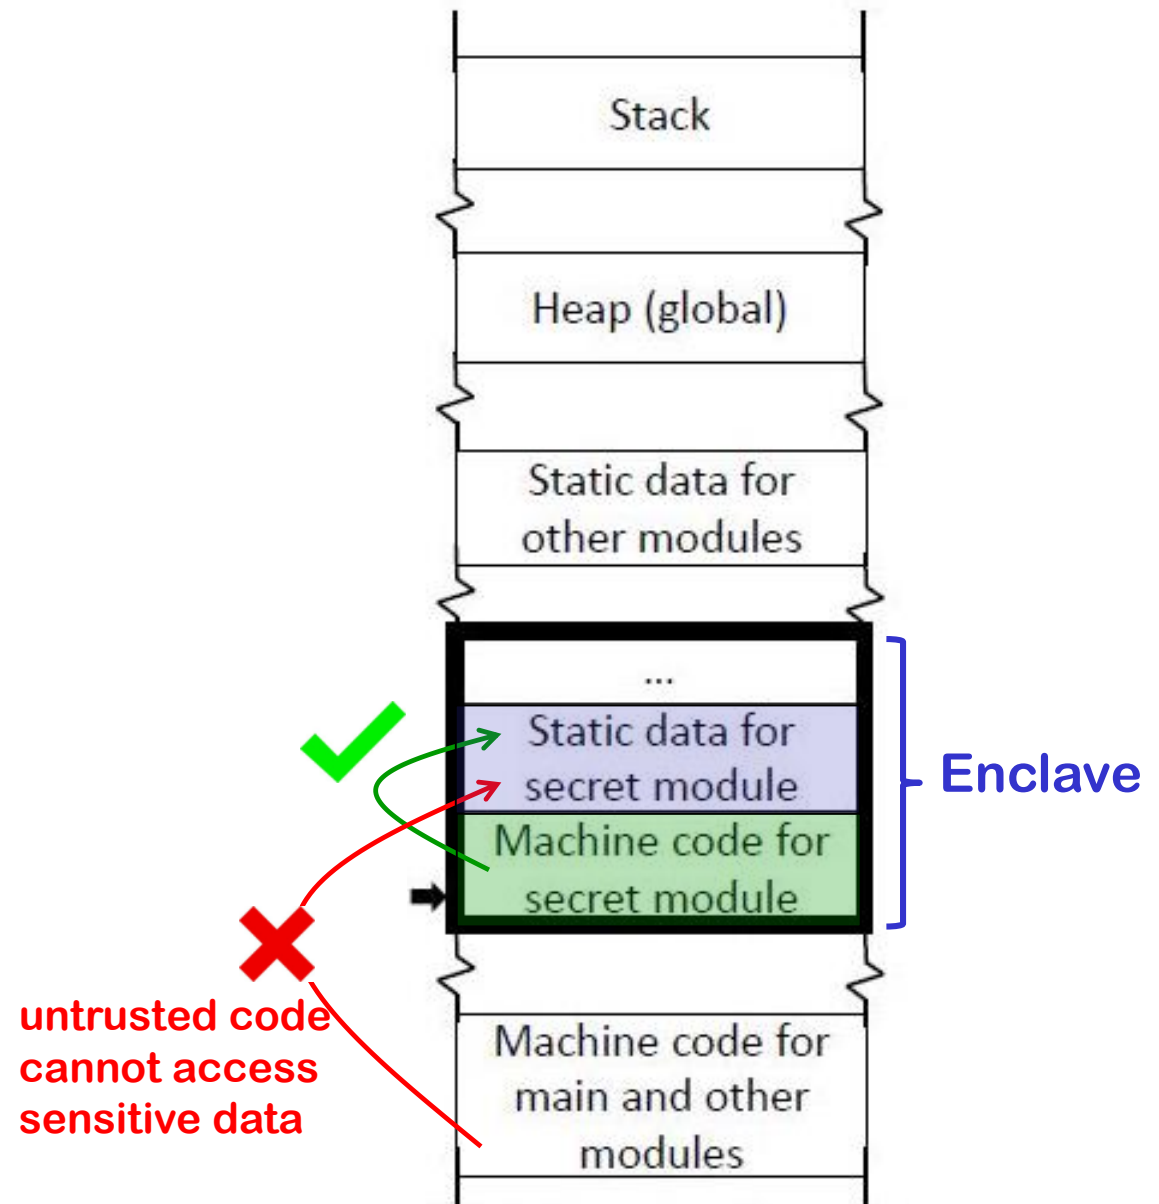 Stack
Heap (global)
Static data for
other modules
...
Static data for
secret module
Enclave
Machine code for
secret module
untrusted code
cannot access
sensitive data
Machine code for
main and other
modules